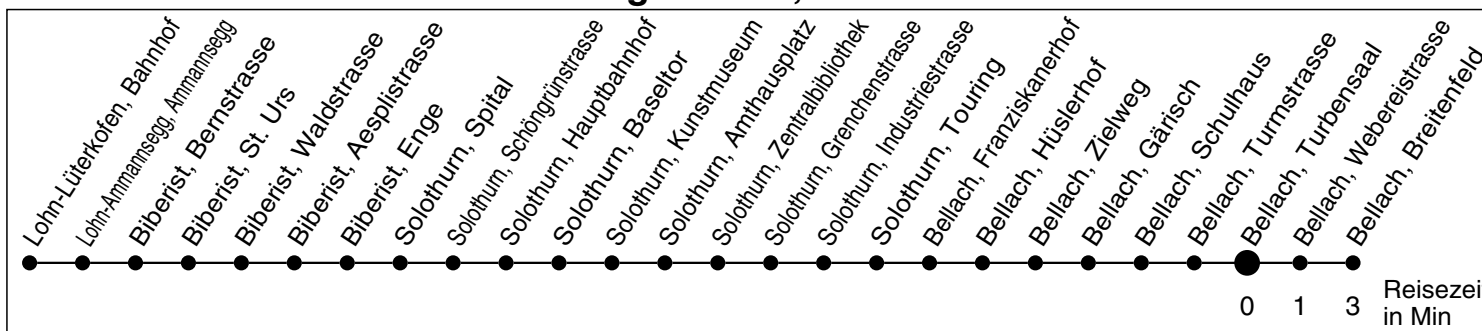 Lohn-Lüterkofen, Bahnhof
Lohn-Ammannsegg, Ammannsegg
Biberist, Bernstrasse
Biberist, St. Urs
Biberist, Waldstrasse
Biberist, Aesplistrasse
Biberist, Enge
Solothurn, Spital
Solothurn, Schöngrünstrasse
Solothurn, Hauptbahnhof
Solothurn, Baseltor
Solothurn, Kunstmuseum
Solothurn, Amthausplatz
Solothurn, Zentralbibliothek
Solothurn, Grenchenstrasse
Solothurn, Industriestrasse
Solothurn, Touring
Bellach, Franziskanerhof
Bellach, Hüslerhof
Bellach, Zielweg
Bellach, Gärisch
Bellach, Schulhaus
Bellach, Turmstrasse
Bellach, Turbensaal
Bellach, Webereistrasse
Bellach, Breitenfeld
0 1 3 Reisezei
in Min